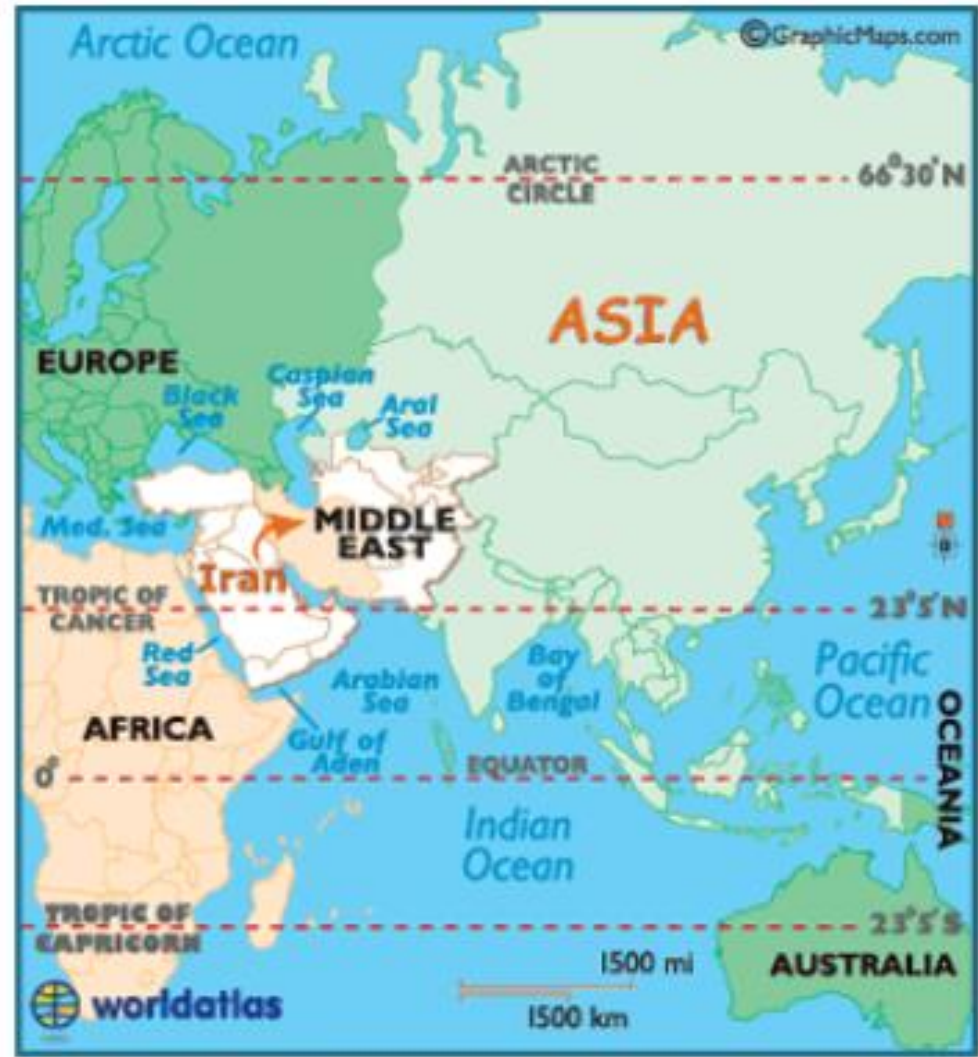 Arctic Ocean
©GraphicMaps.com
ARCTIC
CIRCLE
66°30'N
ASIA
EUROPE
Black
Sea
Caspian
Sea
Aral
Sea
Med. Sea
MIDDLE
EAST
Iran
TROPIC OF
CANCER
23°5'N
Red
Sea
Arabian
Sea
Bay
of
Bengal
Pacific
Ocean
OCEANIA
AFRICA
Gulf of
Aden
0°
EQUATOR
Indian
Ocean
TROPIC OF
CAPRICORN
23°5'S
AUSTRALIA
1500 mi
1500 km
worldatlas